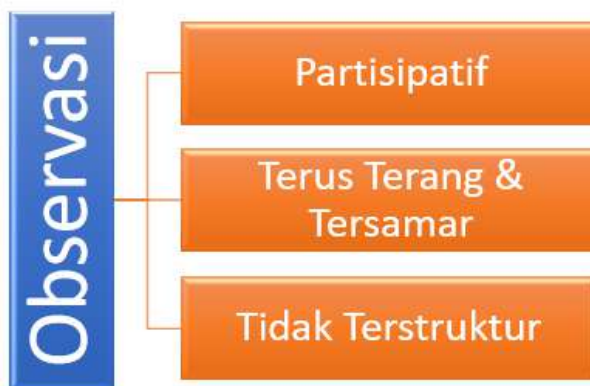 Observasi
Partisipatif
Terus Terang &
Tersamar
Tidak Terstruktur